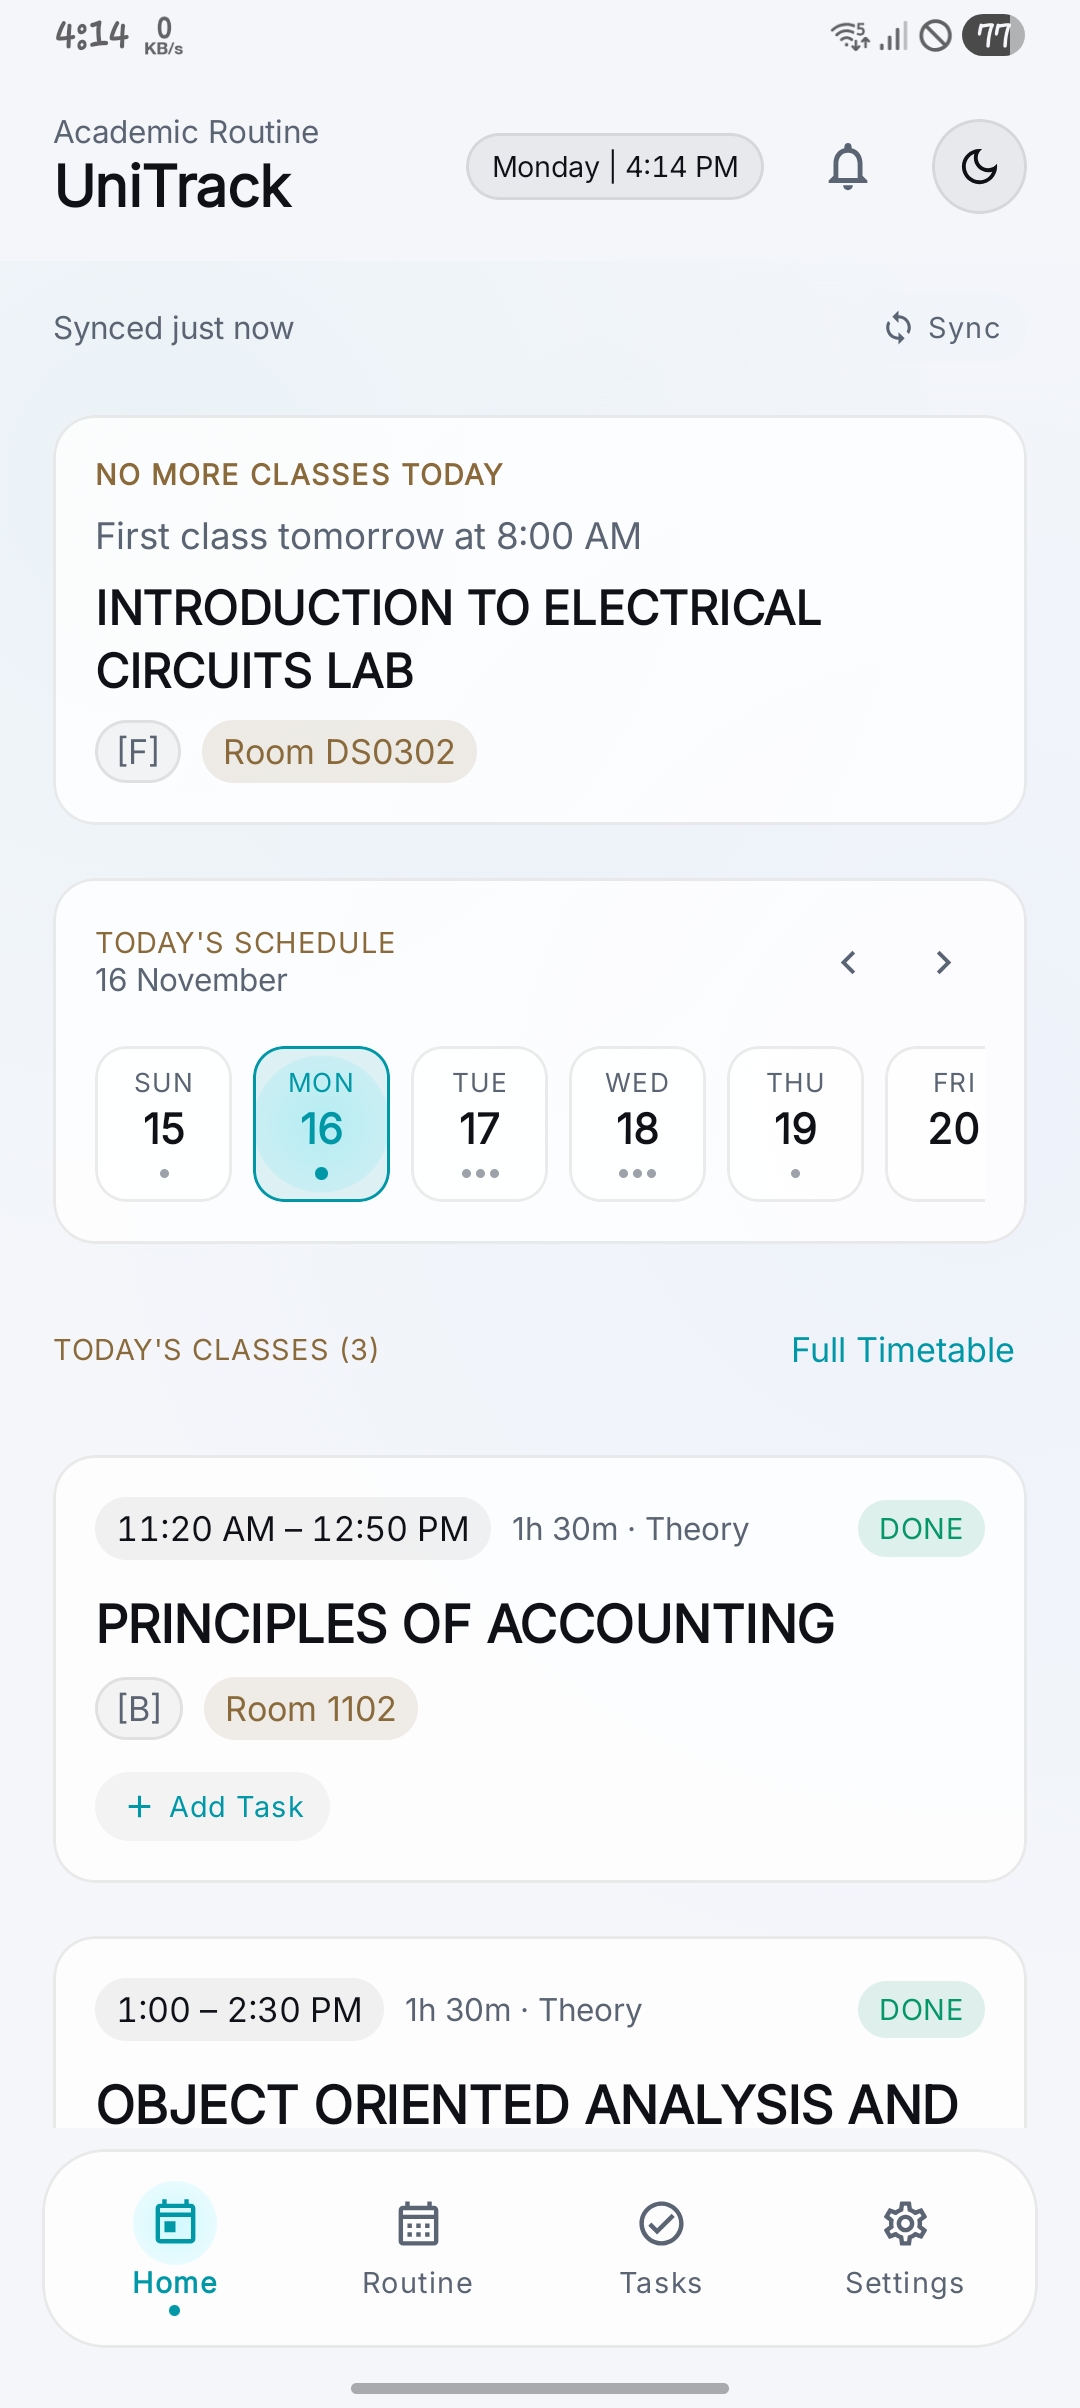 4:14
0
KB/s
5
77
Academic Routine
UniTrack
Monday | 4:14 PM
Synced just now
Sync
NO MORE CLASSES TODAY
First class tomorrow at 8:00 AM
INTRODUCTION TO ELECTRICAL
CIRCUITS LAB
[F]
Room DS0302
TODAY'S SCHEDULE
16 November
SUN
15
MON
16
TUE
17
WED
18
THU
19
FRI
20
TODAY'S CLASSES (3)
Full Timetable
11:20 AM – 12:50 PM
1h 30m · Theory
DONE
PRINCIPLES OF ACCOUNTING
[B]
Room 1102
+ Add Task
1:00 – 2:30 PM
1h 30m · Theory
DONE
OBJECT ORIENTED ANALYSIS AND
Home
Routine
Tasks
Settings